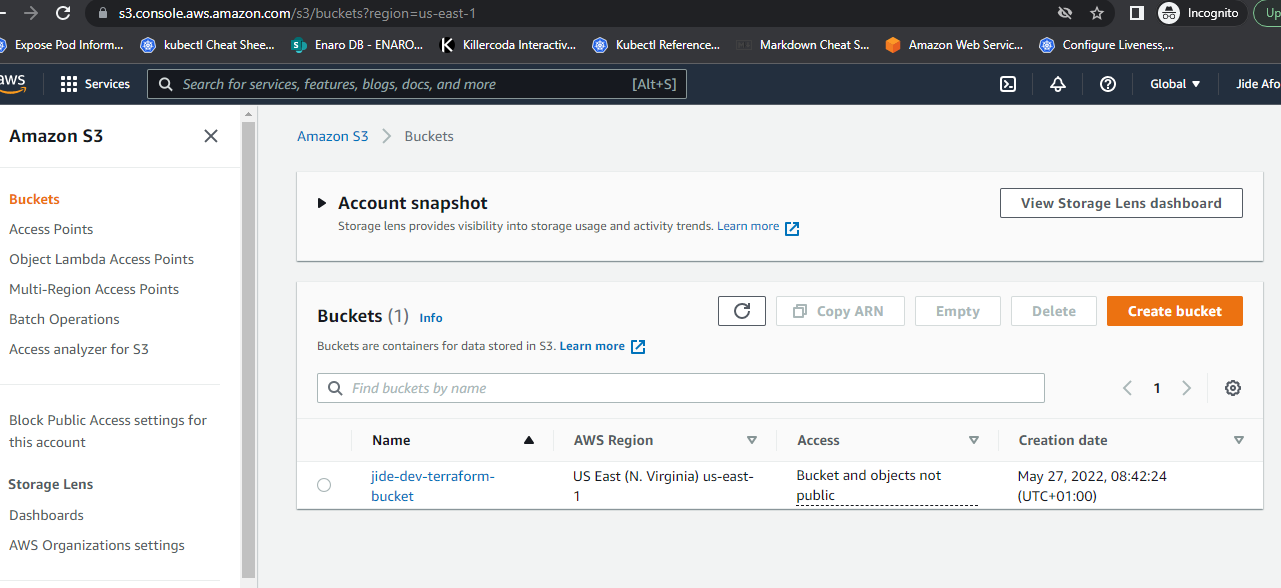 s3.console.aws.amazon.com/s3/buckets?region=us-east-1
Incognito
Up
Expose Pod Inform...
kubectl Cheat Shee...
Enaro DB - ENARO...
Killercoda Interactiv...
Kubectl Reference...
Markdown Cheat S...
Amazon Web Servic...
Configure Liveness,...
aws
Services
Search for services, features, blogs, docs, and more
[Alt+S]
Global
Jide Afo
Amazon S3
Buckets
Access Points
Object Lambda Access Points
Multi-Region Access Points
Batch Operations
Access analyzer for S3
Block Public Access settings for
this account
Storage Lens
Dashboards
AWS Organizations settings
Amazon S3 > Buckets
Account snapshot
View Storage Lens dashboard
Storage lens provides visibility into storage usage and activity trends. Learn more
Buckets (1) Info
Copy ARN
Empty
Delete
Create bucket
Buckets are containers for data stored in S3. Learn more
Find buckets by name
1
Name
AWS Region
Access
Creation date
jide-dev-terraform-
bucket
US East (N. Virginia) us-east-
1
Bucket and objects not
public
May 27, 2022, 08:42:24
(UTC+01:00)